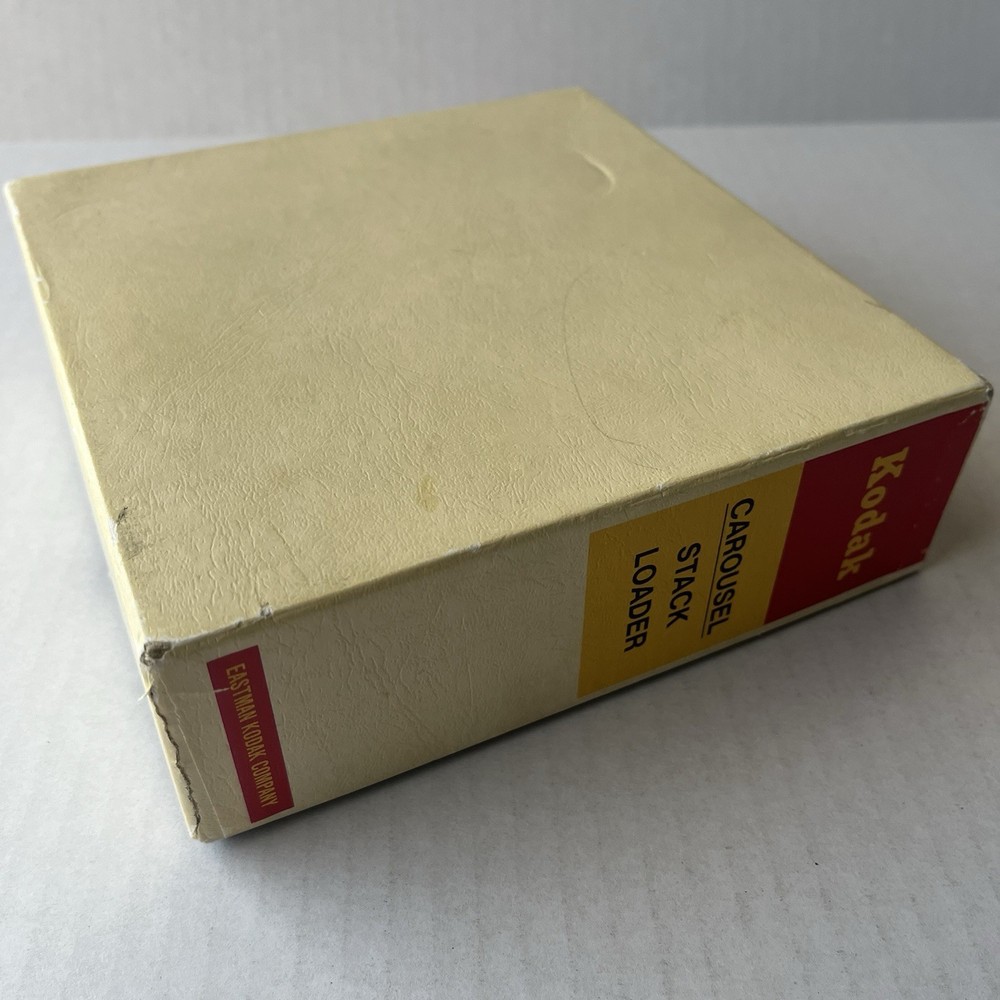 Kodak
CAROUSEL
STACK
LOADER
EASTMAN KODAK COMPANY